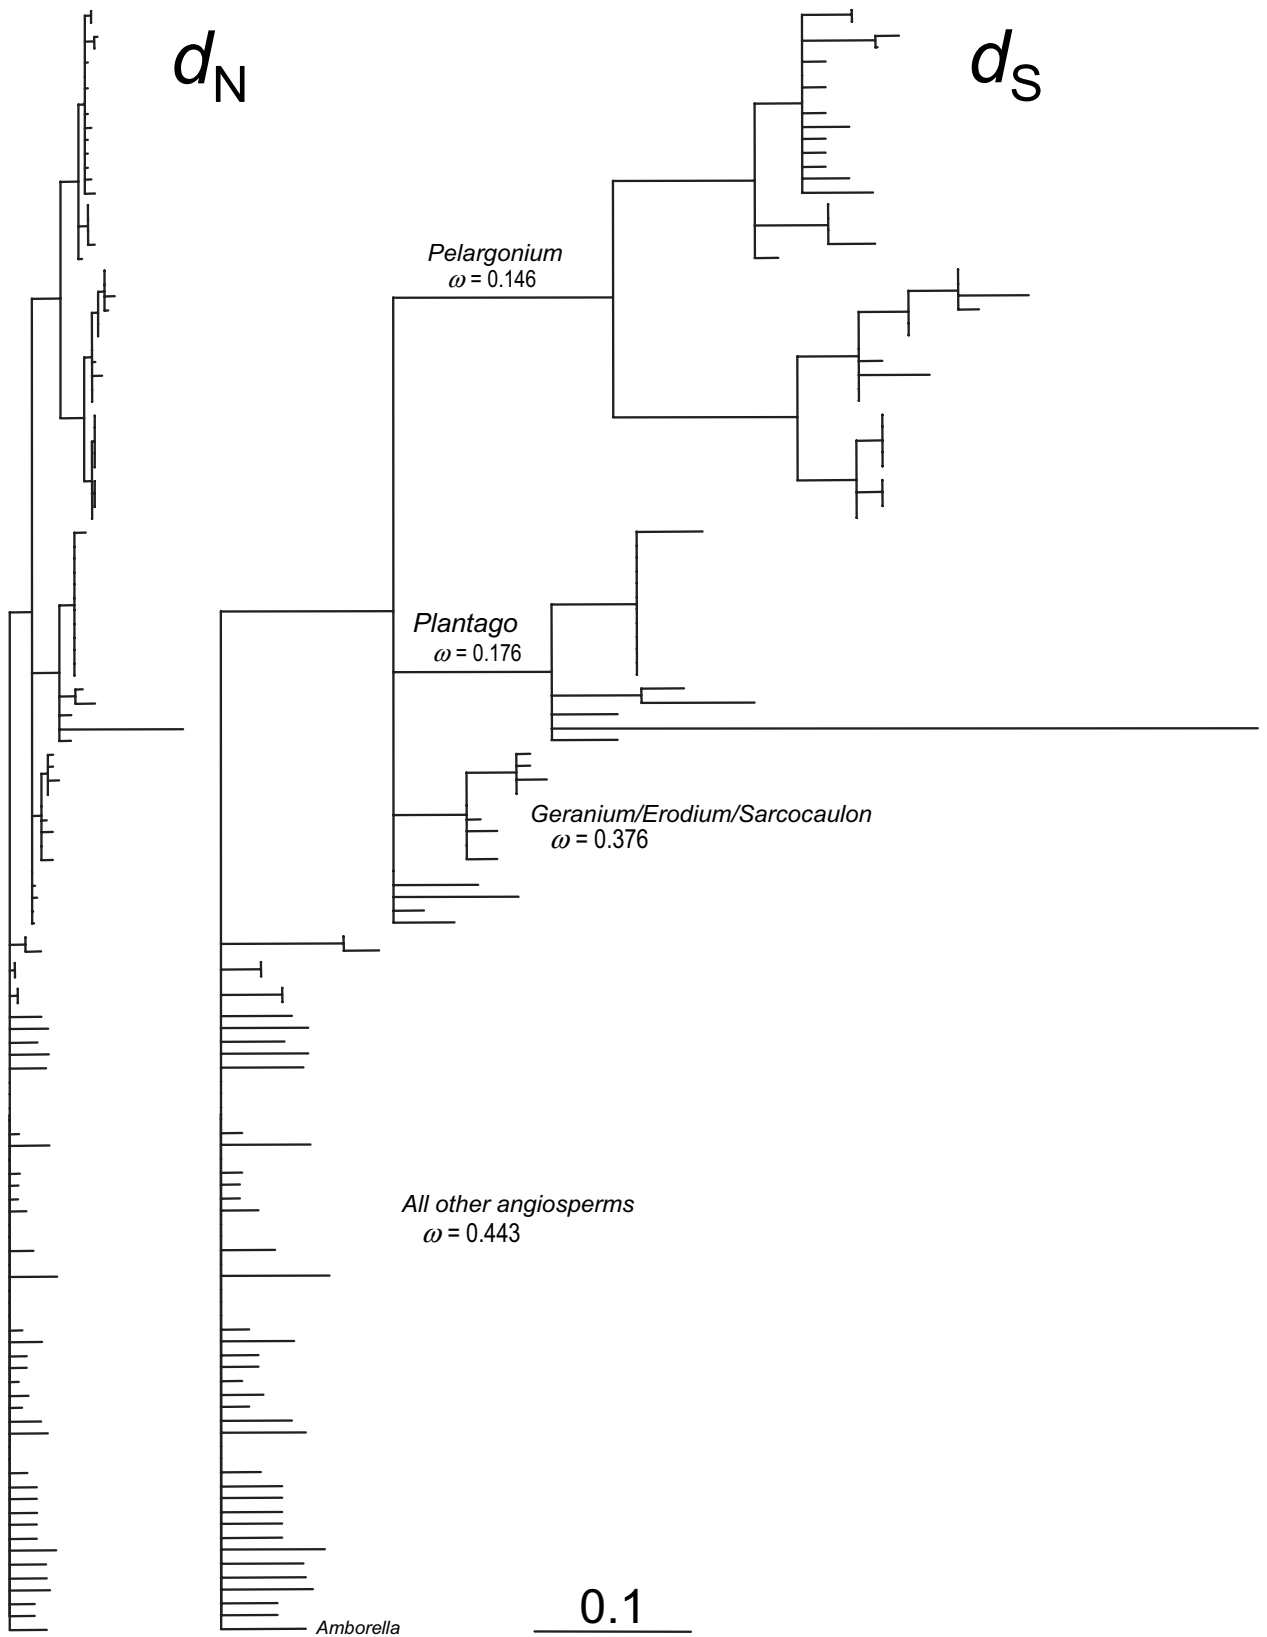 dN
dS
Pelargonium
ω = 0.146
Plantago
ω = 0.176
Geranium/Erodium/Sarcocaulon
ω = 0.376
All other angiosperms
ω = 0.443
0.1
Amborella